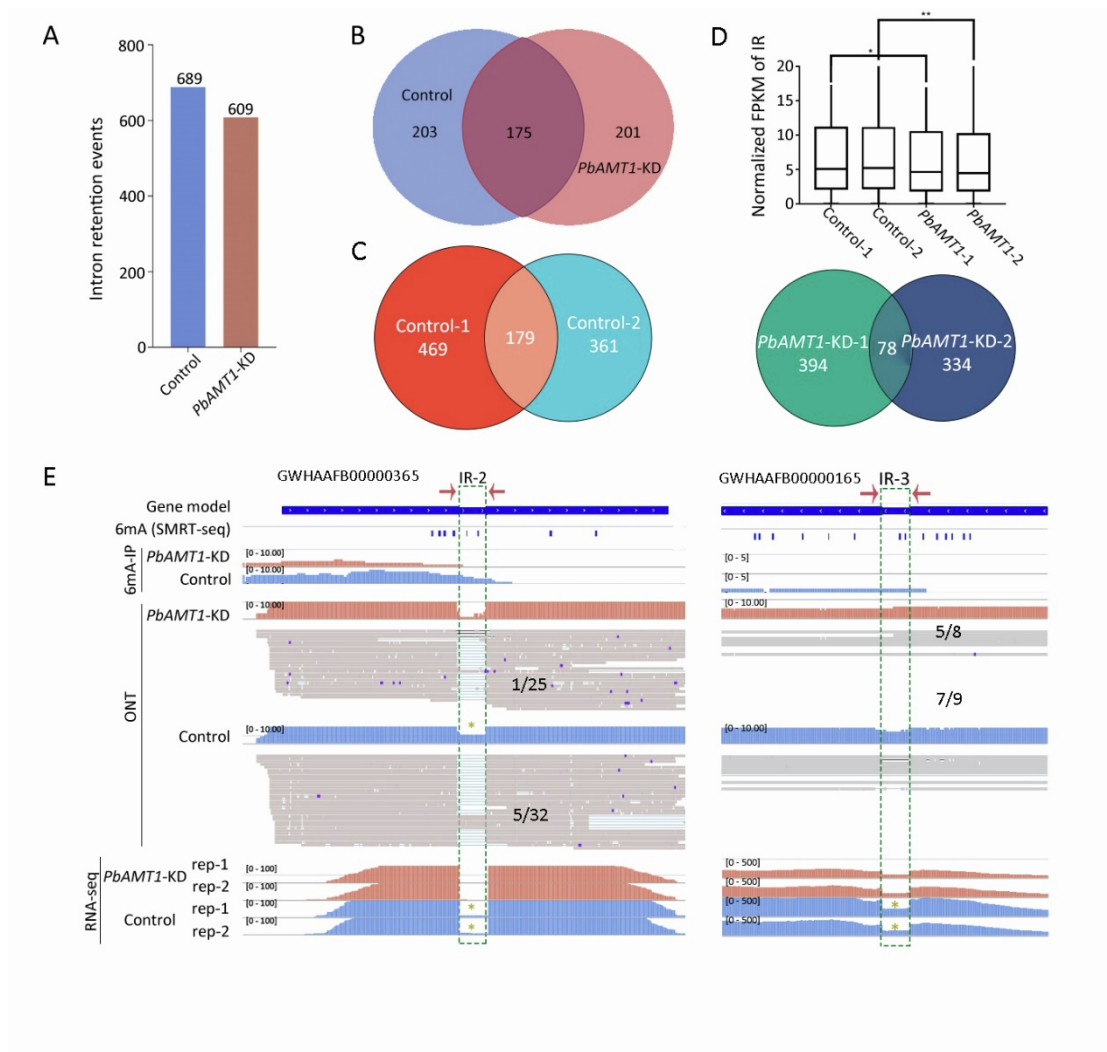 A
800
600
400
200
0
Intron retention events
689
609
Control
PbAMT1-KD
B
Control
203
175
201
PbAMT1-KD
C
Control-1
469
179
Control-2
361
D
Normalized FPKM of IR
20
15
10
5
0
*
**
Control-1
Control-2
PbAMT1-1
PbAMT1-2
PbAMT1-KD-1
394
78
PbAMT1-KD-2
334
E
GWHAAFB00000365
IR-2
GWHAAFB00000165
IR-3
Gene model
6mA (SMRT-seq)
6mA-IP
PbAMT1-KD
[0 - 10.00]
[0 - 5]
Control
[0 - 10.00]
[0 - 5]
ONT
PbAMT1-KD
[0 - 10.00]
[0 - 10.00]
1/25
5/8
7/9
Control
[0 - 10.00]
*
[0 - 10.00]
5/32
RNA-seq
PbAMT1-KD
rep-1
[0 - 100]
[0 - 500]
rep-2
[0 - 100]
[0 - 500]
Control
rep-1
[0 - 100]
*
[0 - 500]
*
rep-2
[0 - 100]
*
[0 - 500]
*